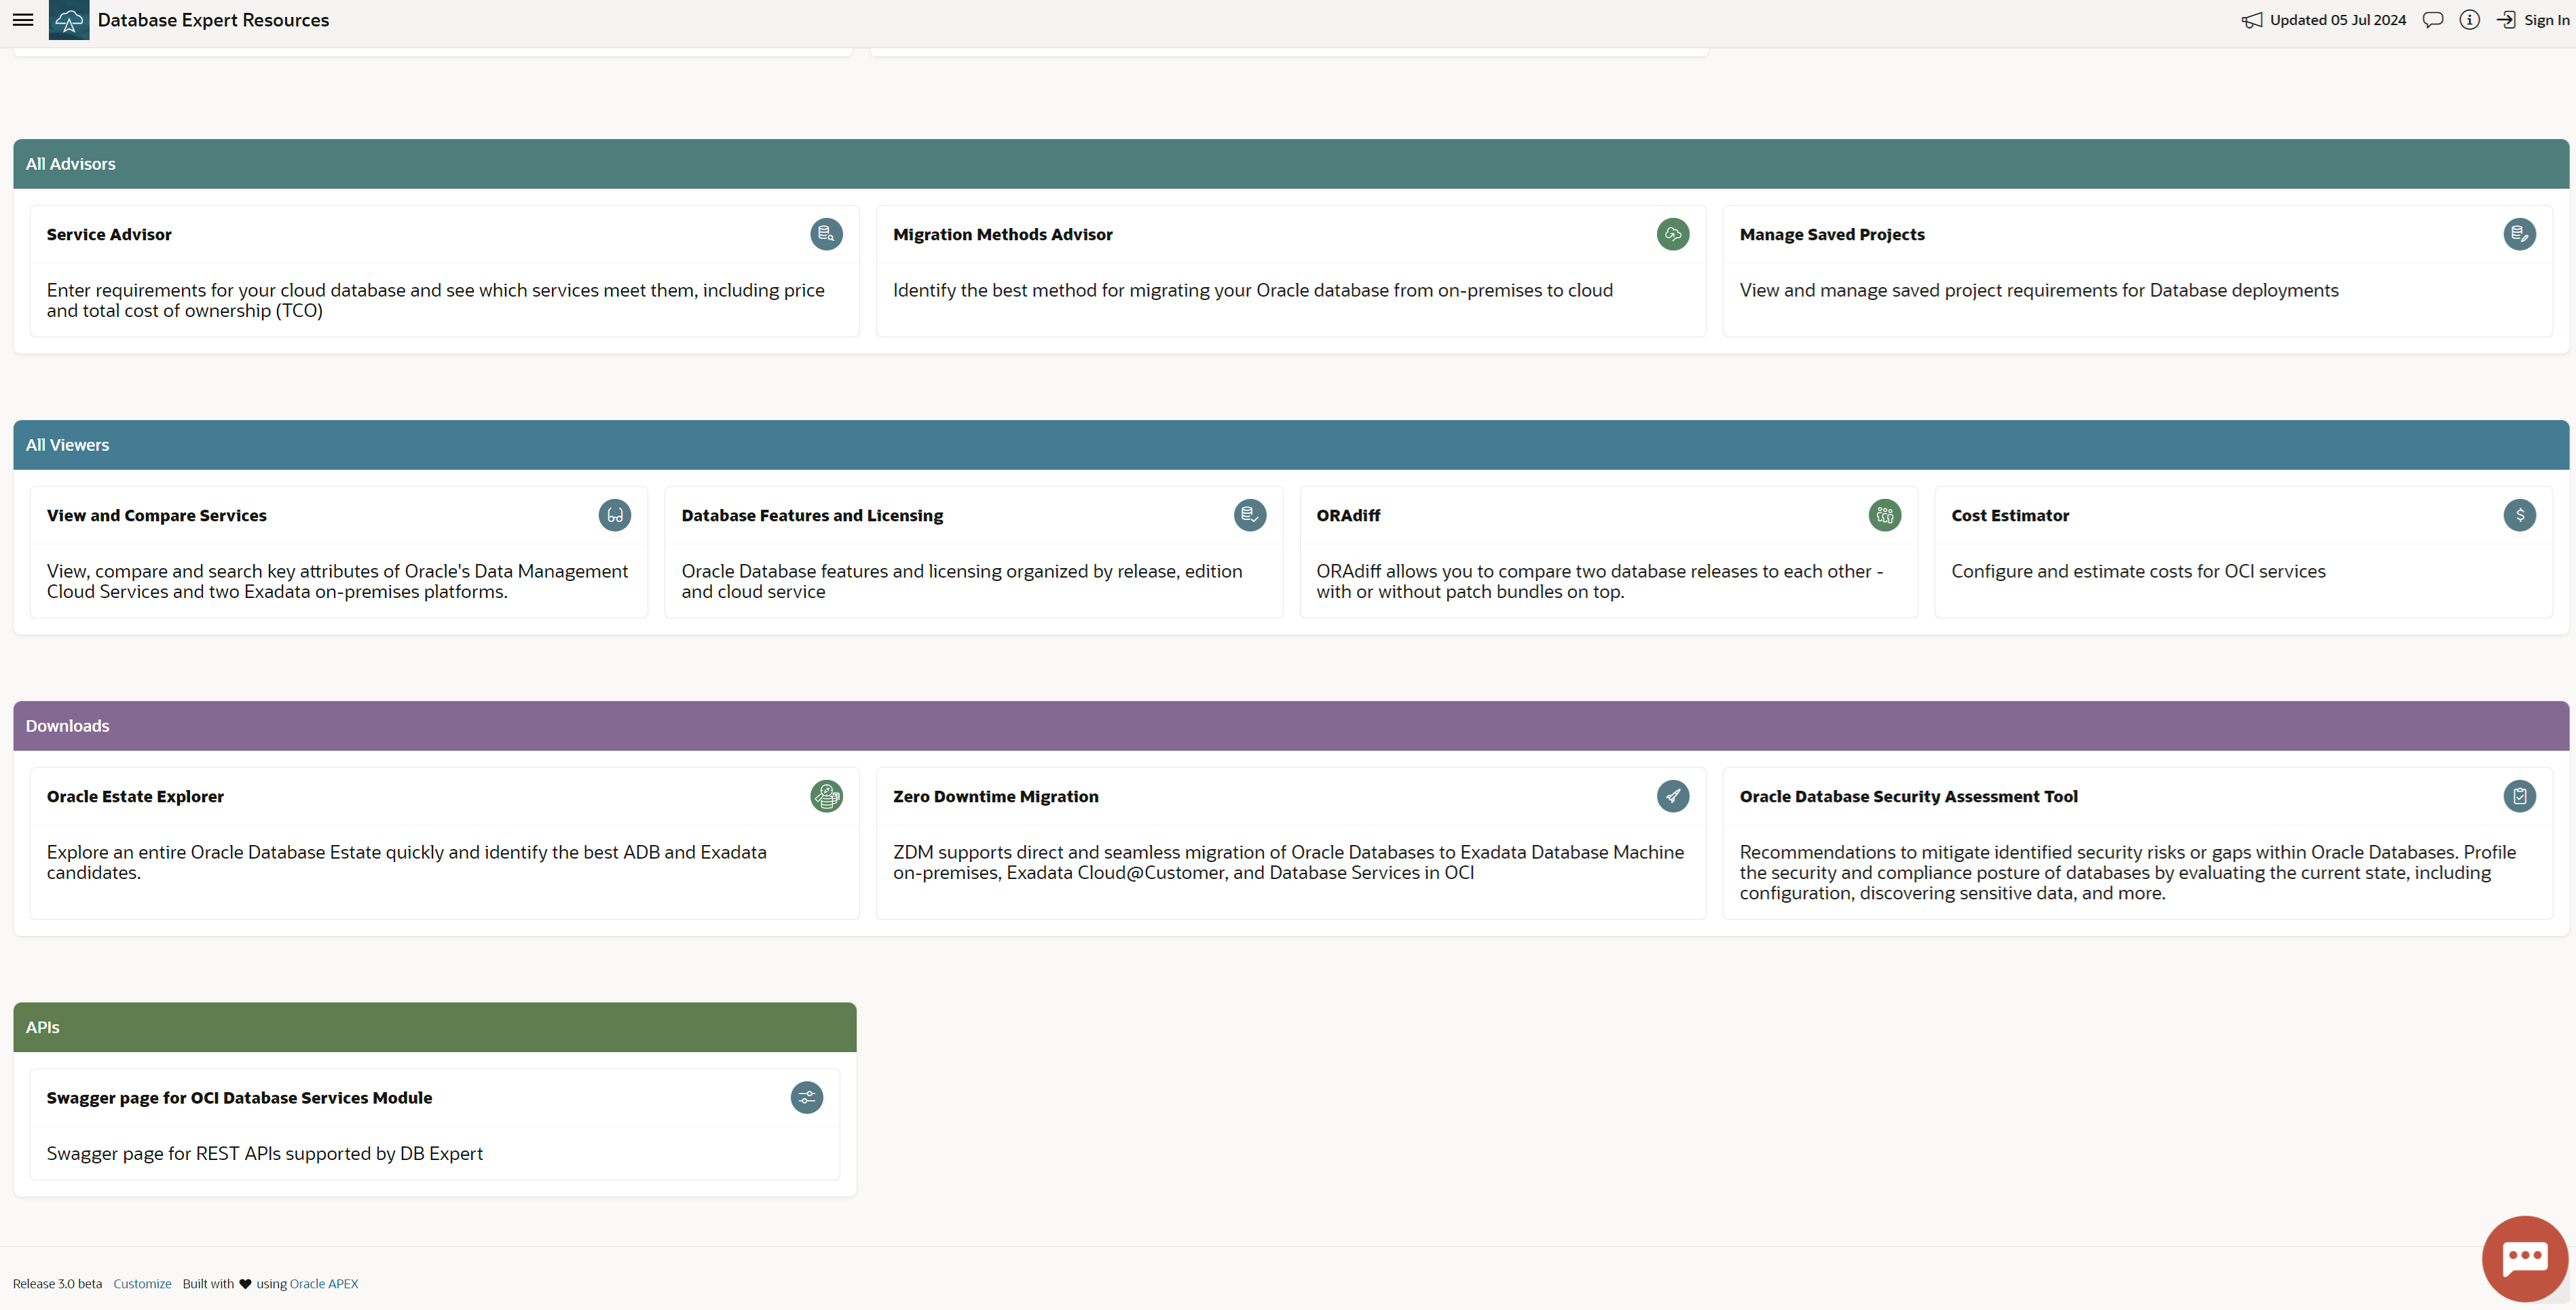 Database Expert Resources
Updated 05 Jul 2024
Sign In
All Advisors
Service Advisor
Enter requirements for your cloud database and see which services meet them, including price
and total cost of ownership (TCO)
Migration Methods Advisor
Identify the best method for migrating your Oracle database from on-premises to cloud
Manage Saved Projects
View and manage saved project requirements for Database deployments
All Viewers
View and Compare Services
View, compare and search key attributes of Oracle's Data Management
Cloud Services and two Exadata on-premises platforms.
Database Features and Licensing
Oracle Database features and licensing organized by release, edition
and cloud service
ORAdiff
ORAdiff allows you to compare two database releases to each other -
with or without patch bundles on top.
Cost Estimator
$
Configure and estimate costs for OCI services
Downloads
Oracle Estate Explorer
Explore an entire Oracle Database Estate quickly and identify the best ADB and Exadata
candidates.
Zero Downtime Migration
ZDM supports direct and seamless migration of Oracle Databases to Exadata Database Machine
on-premises, Exadata Cloud@Customer, and Database Services in OCI
Oracle Database Security Assessment Tool
Recommendations to mitigate identified security risks or gaps within Oracle Databases. Profile
the security and compliance posture of databases by evaluating the current state, including
configuration, discovering sensitive data, and more.
APIs
Swagger page for OCI Database Services Module
Swagger page for REST APIs supported by DB Expert
Release 3.0 beta Customize Built with ♥ using Oracle APEX